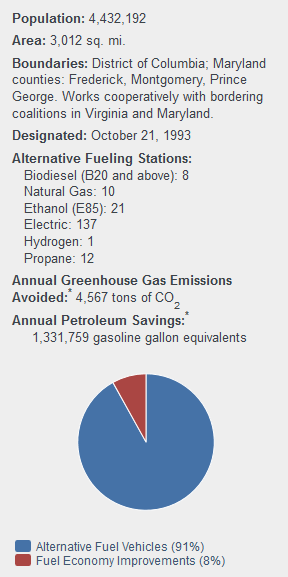 Population: 4,432,192
Area: 3,012 sq. mi.
Boundaries: District of Columbia; Maryland
counties: Frederick, Montgomery, Prince
George. Works cooperatively with bordering
coalitions in Virginia and Maryland.
Designated: October 21, 1993
Alternative Fueling Stations:
Biodiesel (B20 and above): 8
Natural Gas: 10
Ethanol (E85): 21
Electric: 137
Hydrogen: 1
Propane: 12
Annual Greenhouse Gas Emissions
Avoided:* 4,567 tons of CO2
Annual Petroleum Savings:*
1,331,759 gasoline gallon equivalents
Alternative Fuel Vehicles (91%)
Fuel Economy Improvements (8%)